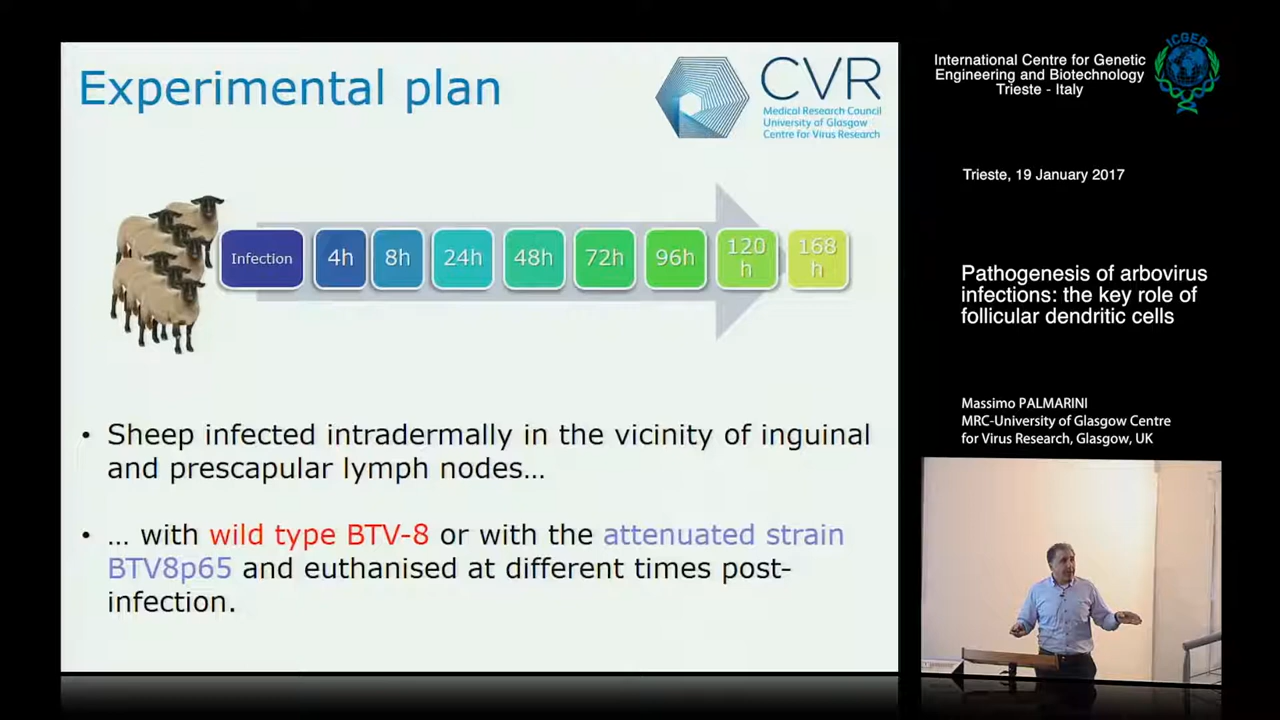 Experimental plan
CVR
Medical Research Council
University of Glasgow
Centre for Virus Research
Infection
4h
8h
24h
48h
72h
96h
120
h
168
h
• Sheep infected intradermally in the vicinity of inguinal
and prescapular lymph nodes…
• … with wild type BTV-8 or with the attenuated strain
BTV8p65 and euthanised at different times post-
infection.
International Centre for Genetic
Engineering and Biotechnology
Trieste - Italy
ICGEB
Trieste, 19 January 2017
Pathogenesis of arbovirus
infections: the key role of
follicular dendritic cells
Massimo PALMARINI
MRC-University of Glasgow Centre
for Virus Research, Glasgow, UK